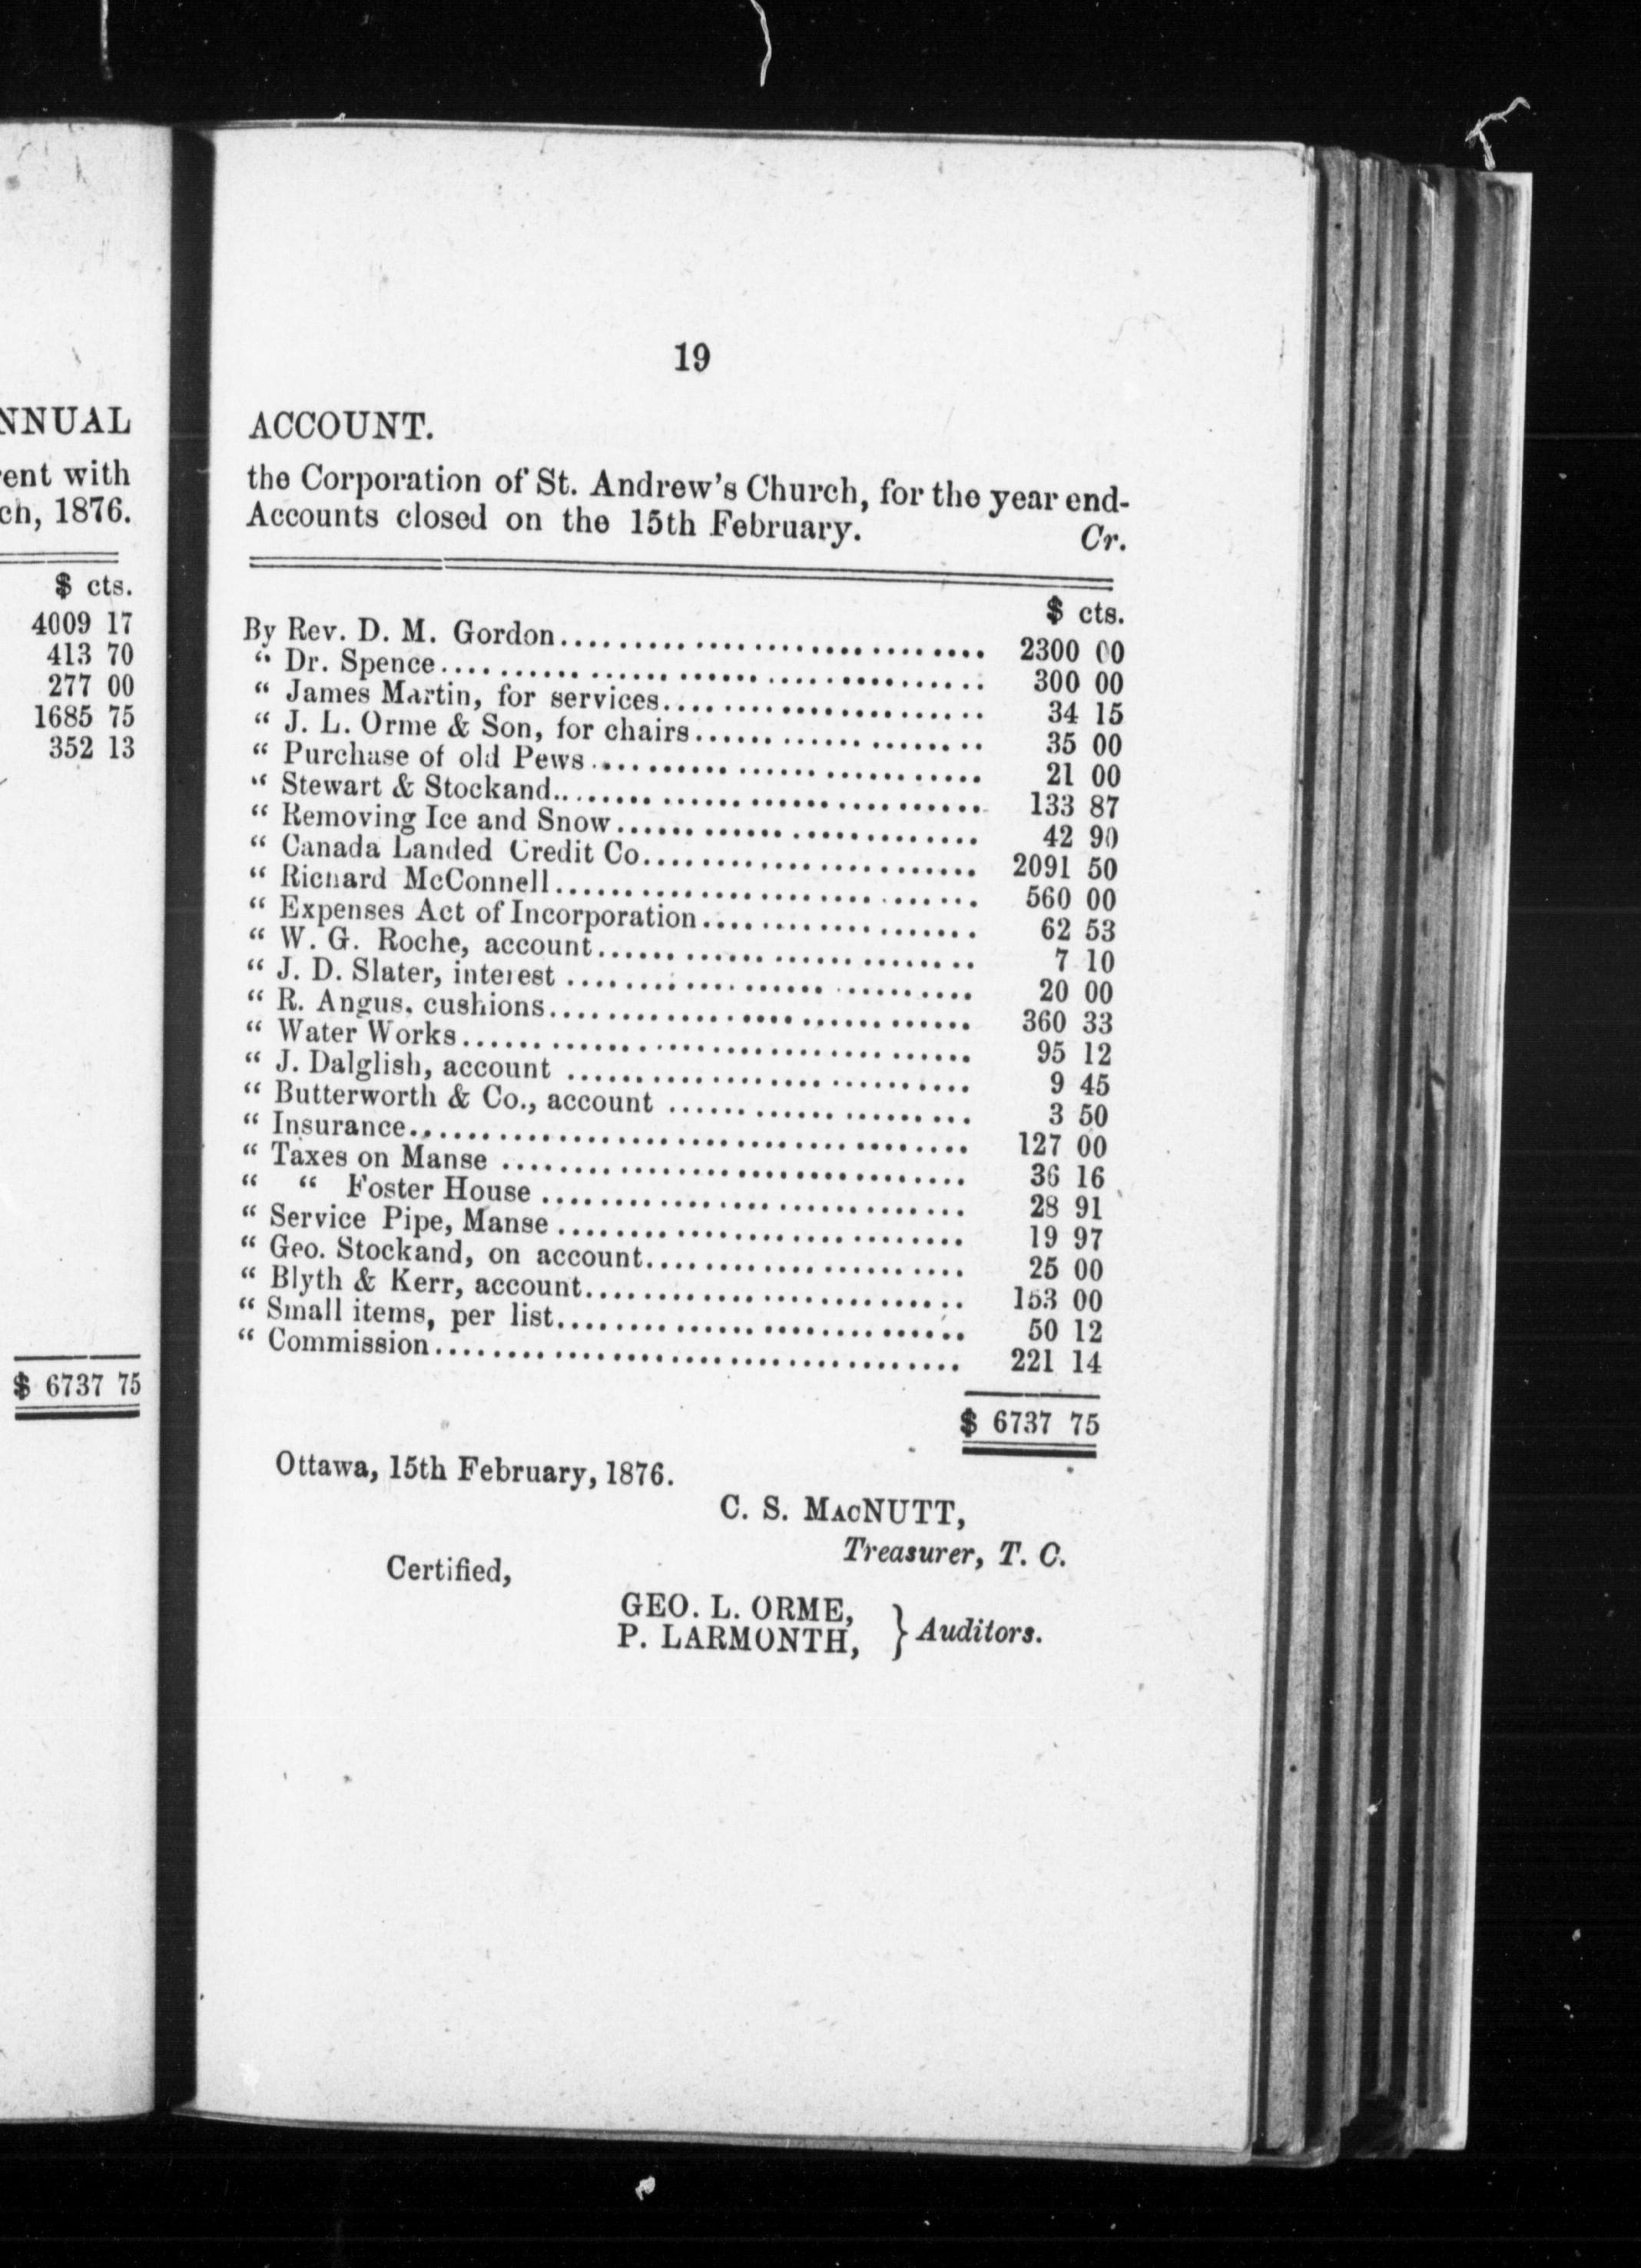 NNUAL
rent with
ch, 1876.
$ cts.
4009 17
413 70
277 00
1685 75
352 13
$ 6737 75
19
ACCOUNT.
the Corporation of St. Andrew's Church, for the year end-
Accounts closed on the 15th February. Cr.
$ cts.
By Rev. D. M. Gordon.................................... 2300 00
" Dr. Spence.................................... 300 00
" James Martin, for services.................................... 34 15
" J. L. Orme & Son, for chairs.................................... 35 00
" Purchase of old Pews.................................... 21 00
" Stewart & Stockand.................................... 133 87
" Removing Ice and Snow.................................... 42 90
" Canada Landed Credit Co.................................... 2091 50
" Richard McConnell.................................... 560 00
" Expenses Act of Incorporation.................................... 62 53
" W. G. Roche, account.................................... 7 10
" J. D. Slater, interest .................................... 20 00
" R. Angus, cushions.................................... 360 33
" Water Works.................................... 95 12
" J. Dalglish, account .................................... 9 45
" Butterworth & Co., account .................................... 3 50
" Insurance.................................... 127 00
" Taxes on Manse .................................... 36 16
" " Foster House .................................... 28 91
" Service Pipe, Manse .................................... 19 97
" Geo. Stockand, on account.................................... 25 00
" Blyth & Kerr, account.................................... 153 00
" Small items, per list.................................... 50 12
" Commission.................................... 221 14
$ 6737 75
Ottawa, 15th February, 1876.
C. S. MACNUTT,
Treasurer, T. C.
Certified,
GEO. L. ORME,
P. LARMONTH, } Auditors.